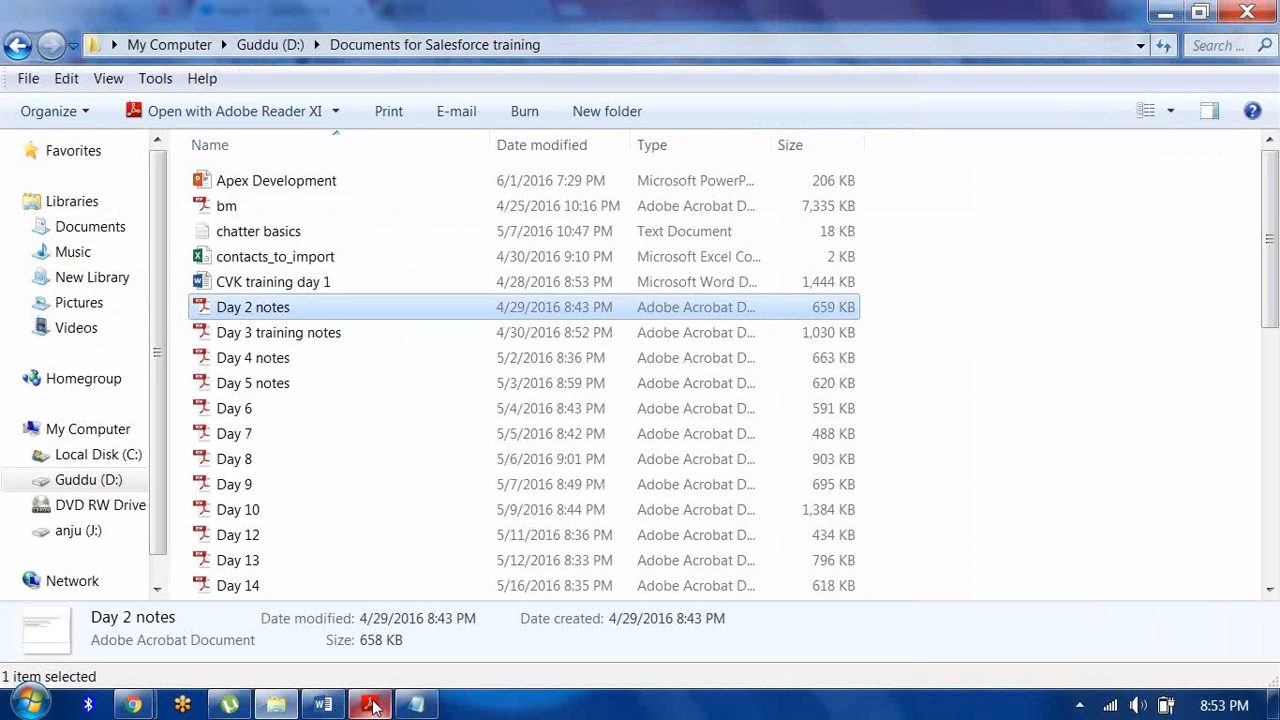 My Computer Guddu (D:) Documents for Salesforce training Search ...
File Edit View Tools Help
Organize Open with Adobe Reader XI Print E-mail Burn New folder
Name Date modified Type Size
Favorites
Libraries
Documents
Music
New Library
Pictures
Videos
Homegroup
My Computer
Local Disk (C:)
Guddu (D:)
DVD RW Drive
anju (J:)
Network
Apex Development 6/1/2016 7:29 PM Microsoft PowerP... 206 KB
bm 4/25/2016 10:16 PM Adobe Acrobat D... 7,335 KB
chatter basics 5/7/2016 10:47 PM Text Document 18 KB
contacts_to_import 4/30/2016 9:10 PM Microsoft Excel Co... 2 KB
CVK training day 1 4/28/2016 8:53 PM Microsoft Word D... 1,444 KB
Day 2 notes 4/29/2016 8:43 PM Adobe Acrobat D... 659 KB
Day 3 training notes 4/30/2016 8:52 PM Adobe Acrobat D... 1,030 KB
Day 4 notes 5/2/2016 8:36 PM Adobe Acrobat D... 663 KB
Day 5 notes 5/3/2016 8:59 PM Adobe Acrobat D... 620 KB
Day 6 5/4/2016 8:43 PM Adobe Acrobat D... 591 KB
Day 7 5/5/2016 8:42 PM Adobe Acrobat D... 488 KB
Day 8 5/6/2016 9:01 PM Adobe Acrobat D... 903 KB
Day 9 5/7/2016 8:49 PM Adobe Acrobat D... 695 KB
Day 10 5/9/2016 8:44 PM Adobe Acrobat D... 1,384 KB
Day 12 5/11/2016 8:36 PM Adobe Acrobat D... 434 KB
Day 13 5/12/2016 8:33 PM Adobe Acrobat D... 796 KB
Day 14 5/16/2016 8:35 PM Adobe Acrobat D... 618 KB
Day 2 notes Date modified: 4/29/2016 8:43 PM Date created: 4/29/2016 8:43 PM
Adobe Acrobat Document Size: 658 KB
1 item selected
8:53 PM